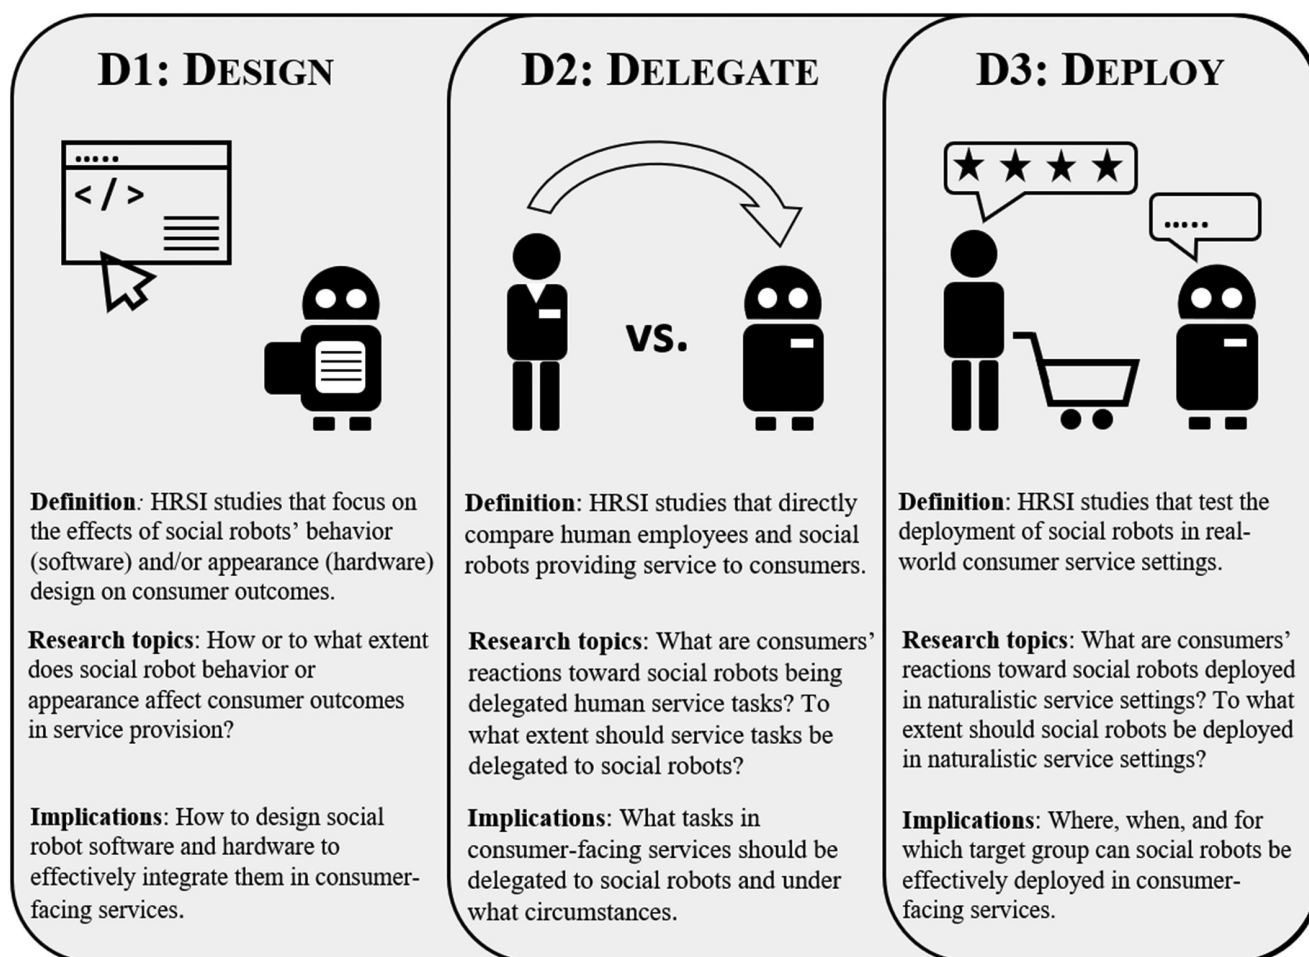 D1: DESIGN
</>
Definition: HRSI studies that focus on
the effects of social robots’ behavior
(software) and/or appearance (hardware)
design on consumer outcomes.
Research topics: How or to what extent
does social robot behavior or
appearance affect consumer outcomes
in service provision?
Implications: How to design social
robot software and hardware to
effectively integrate them in consumer-
facing services.
D2: DELEGATE
vs.
Definition: HRSI studies that directly
compare human employees and social
robots providing service to consumers.
Research topics: What are consumers’
reactions toward social robots being
delegated human service tasks? To
what extent should service tasks be
delegated to social robots?
Implications: What tasks in
consumer-facing services should be
delegated to social robots and under
what circumstances.
D3: DEPLOY
Definition: HRSI studies that test the
deployment of social robots in real-
world consumer service settings.
Research topics: What are consumers’
reactions toward social robots deployed
in naturalistic service settings? To what
extent should social robots be deployed
in naturalistic service settings?
Implications: Where, when, and for
which target group can social robots be
effectively deployed in consumer-
facing services.